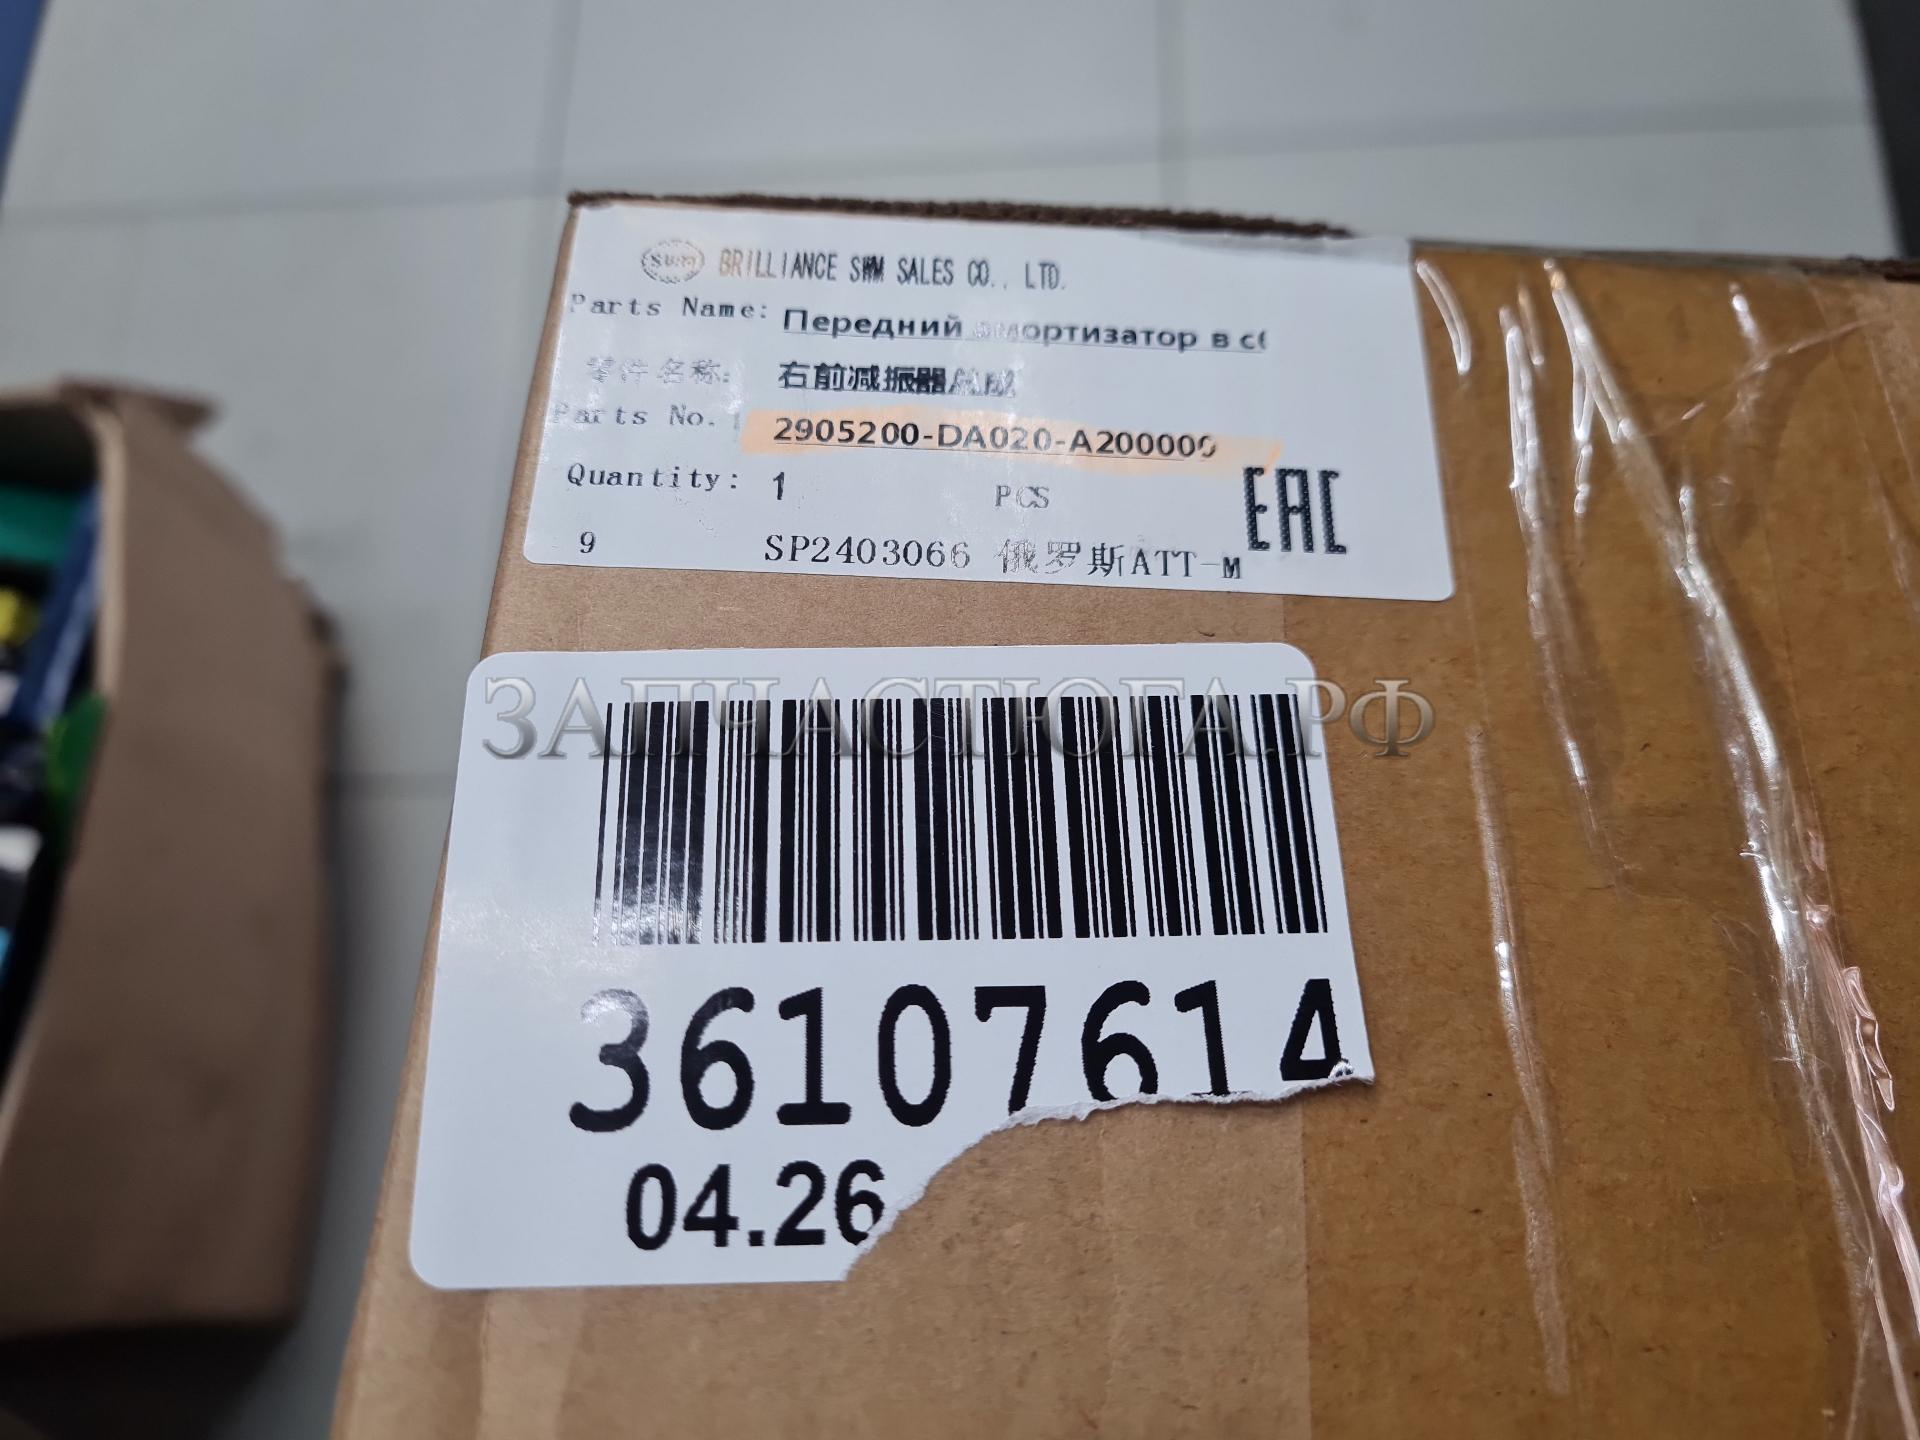 SWM BRILLIANCE SWM SALES CO., LTD.
Parts Name: Передний амортизатор в сб
零件名称: 右前减振器总成
Parts No. 2905200-DA020-A200000
Quantity: 1 PCS
EAC
9 SP2403066 俄罗斯ATT-M
ЗАПЧАСТЮГА.РФ
36107614
04.26